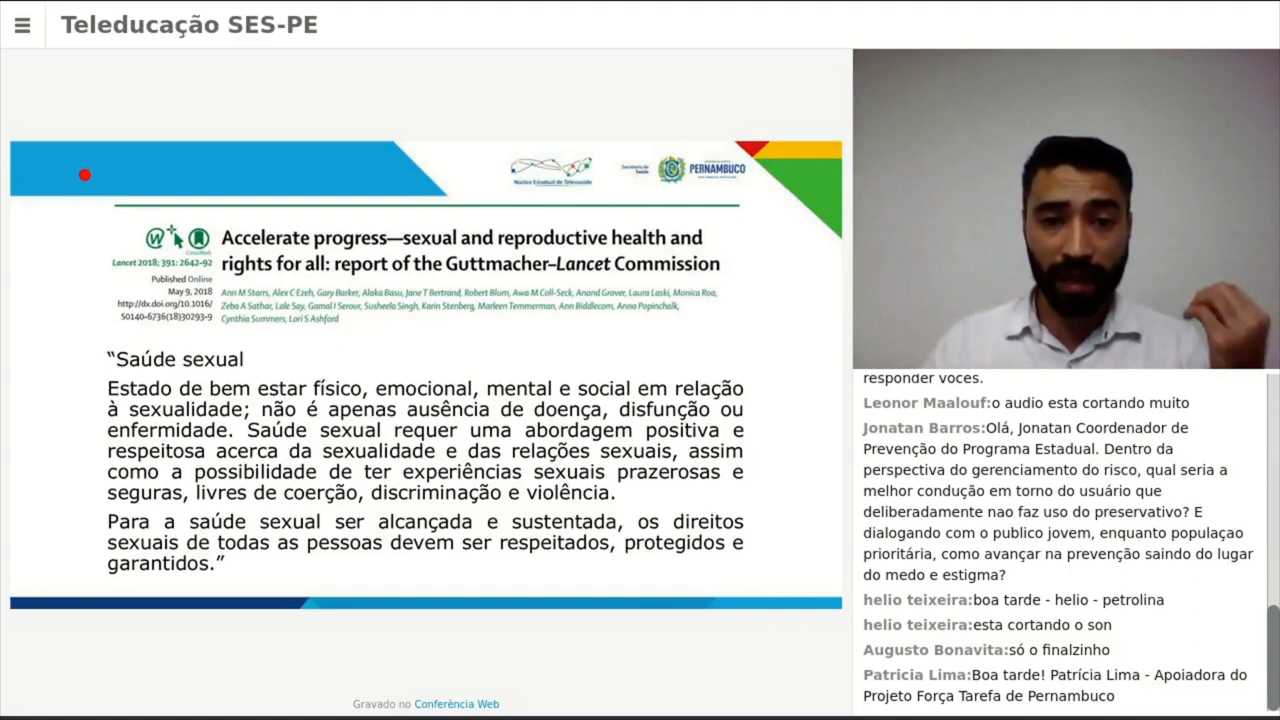 Teleducação SES-PE
Núcleo Estadual de Telessaúde
Secretaria de
Saúde
PERNAMBUCO
Accelerate progress—sexual and reproductive health and
rights for all: report of the Guttmacher–Lancet Commission
CrossMark
Lancet 2018; 391: 2642–92
Published Online
May 9, 2018
http://dx.doi.org/10.1016/
S0140-6736(18)30293-9
Ann M Starrs, Alex C Ezeh, Gary Barker, Alaka Basu, Jane T Bertrand, Robert Blum, Awa M Coll-Seck, Anand Grover, Laura Laski, Monica Roa,
Zeba A Sathar, Lale Say, Gamal I Serour, Susheela Singh, Karin Stenberg, Marleen Temmerman, Ann Biddlecom, Anna Popinchalk,
Cynthia Summers, Lori S Ashford
“Saúde sexual
Estado de bem estar físico, emocional, mental e social em relação
à sexualidade; não é apenas ausência de doença, disfunção ou
enfermidade. Saúde sexual requer uma abordagem positiva e
respeitosa acerca da sexualidade e das relações sexuais, assim
como a possibilidade de ter experiências sexuais prazerosas e
seguras, livres de coerção, discriminação e violência.
Para a saúde sexual ser alcançada e sustentada, os direitos
sexuais de todas as pessoas devem ser respeitados, protegidos e
garantidos.”
Gravado no Conferência Web
responder voces.
Leonor Maalouf:o audio esta cortando muito
Jonatan Barros:Olá, Jonatan Coordenador de
Prevenção do Programa Estadual. Dentro da
perspectiva do gerenciamento do risco, qual seria a
melhor condução em torno do usuário que
deliberadamente nao faz uso do preservativo? E
dialogando com o publico jovem, enquanto populaçao
prioritária, como avançar na prevenção saindo do lugar
do medo e estigma?
helio teixeira:boa tarde - helio - petrolina
helio teixeira:esta cortando o son
Augusto Bonavita:só o finalzinho
Patricia Lima:Boa tarde! Patrícia Lima - Apoiadora do
Projeto Força Tarefa de Pernambuco